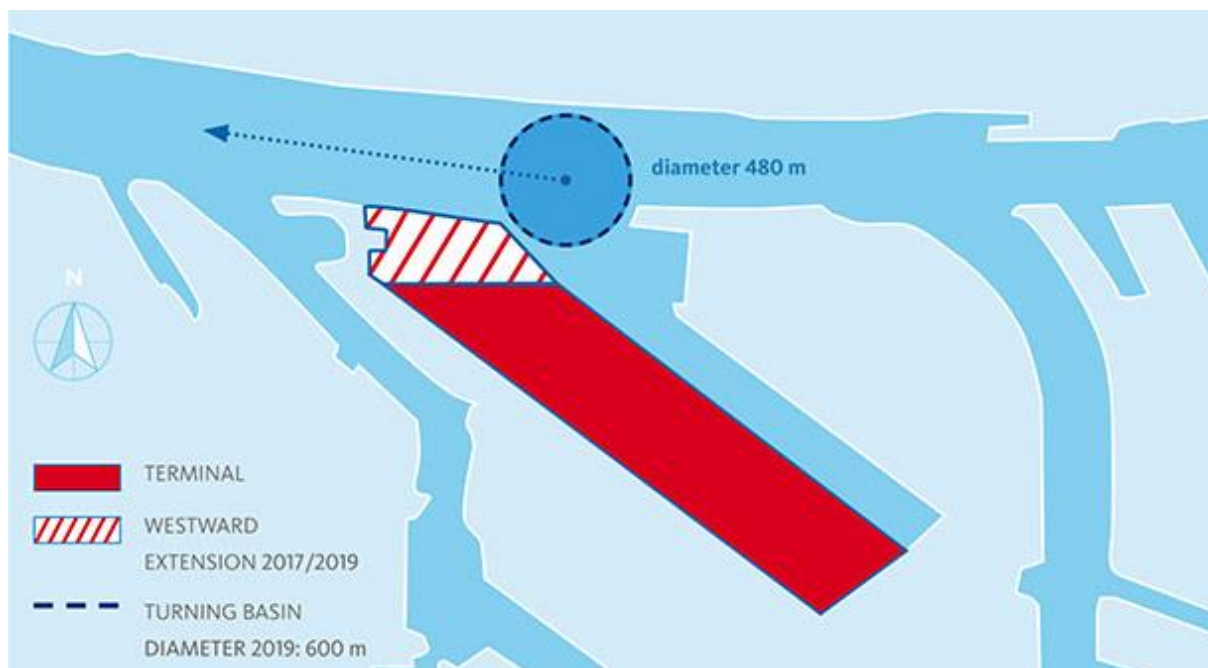 diameter 480 m
N
TERMINAL
WESTWARD
EXTENSION 2017/2019
TURNING BASIN
DIAMETER 2019: 600 m